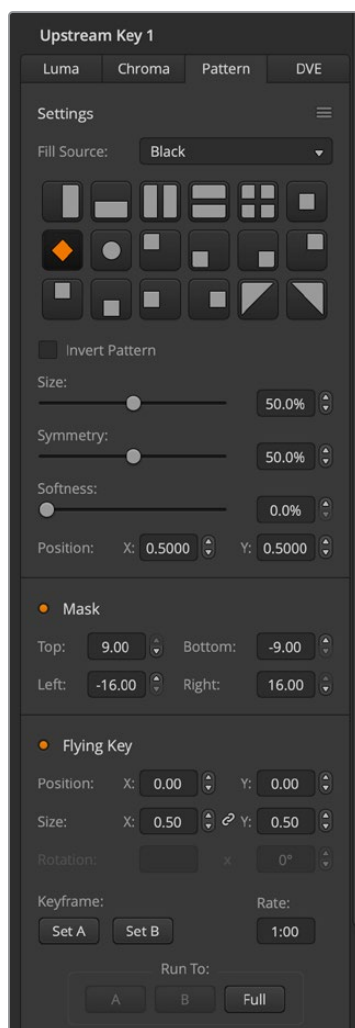 Upstream Key 1
Luma Chroma Pattern DVE
Settings
Fill Source: Black
Invert Pattern
Size:
50.0%
Symmetry:
50.0%
Softness:
0.0%
Position: X: 0.5000 Y: 0.5000
Mask
Top: 9.00 Bottom: -9.00
Left: -16.00 Right: 16.00
Flying Key
Position: X: 0.00 Y: 0.00
Size: X: 0.50 Y: 0.50
Rotation: x 0°
Keyframe: Rate:
Set A Set B 1:00
Run To:
A B Full